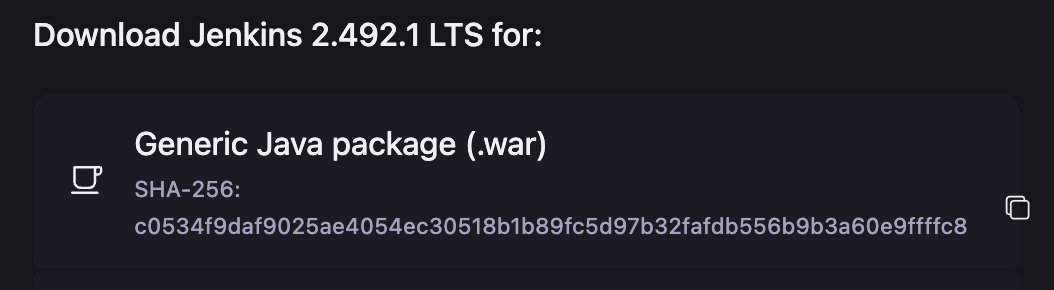 Download Jenkins 2.492.1 LTS for:
Generic Java package (.war)
SHA-256:
c0534f9daf9025ae4054ec30518b1b89fc5d97b32fafdb556b9b3a60e9ffffc8